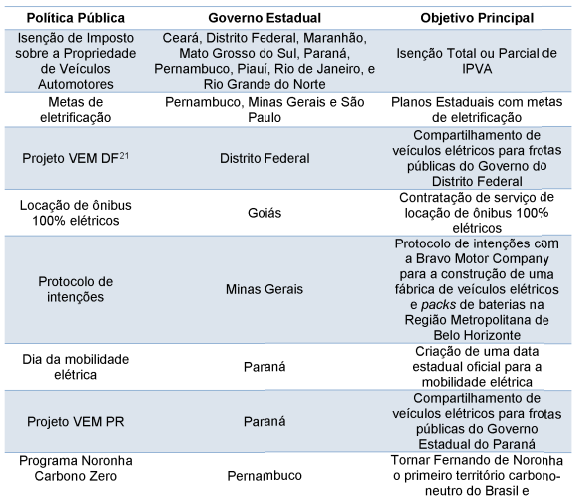 Política Pública Governo Estadual Objetivo Principal
Isenção de Imposto
sobre a Propriedade
de Veículos
Automotores
Ceará, Distrito Federal, Maranhão,
Mato Grosso do Sul, Paraná,
Pernambuco, Piauí, Rio de Janeiro, e
Rio Grande do Norte
Isenção Total ou Parcial de
IPVA
Metas de
eletrificação
Pernambuco, Minas Gerais e São
Paulo
Planos Estaduais com metas
de eletrificação
Projeto VEM DF21
Distrito Federal
Compartilhamento de
veículos elétricos para frotas
públicas do Governo do
Distrito Federal
Locação de ônibus
100% elétricos
Goiás
Contratação de serviço de
locação de ônibus 100%
elétricos
Protocolo de
intenções
Minas Gerais
Protocolo de intenções com
a Bravo Motor Company
para a construção de uma
fábrica de veículos elétricos
e packs de baterias na
Região Metropolitana de
Belo Horizonte
Dia da mobilidade
elétrica
Paraná
Criação de uma data
estadual oficial para a
mobilidade elétrica
Projeto VEM PR
Paraná
Compartilhamento de
veículos elétricos para frotas
públicas do Governo
Estadual do Paraná
Programa Noronha
Carbono Zero
Pernambuco
Tornar Fernando de Noronha
o primeiro território carbono-
neutro do Brasil e